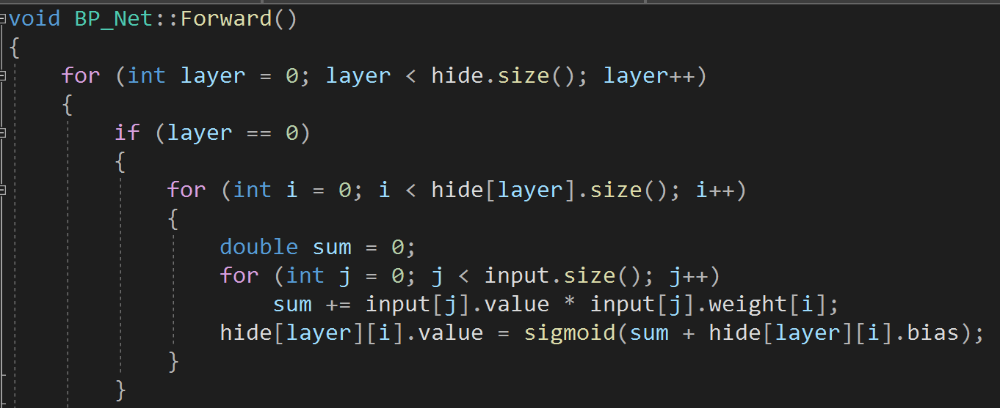 void BP_Net::Forward()
{
    for (int layer = 0; layer < hide.size(); layer++)
    {
        if (layer == 0)
        {
            for (int i = 0; i < hide[layer].size(); i++)
            {
                double sum = 0;
                for (int j = 0; j < input.size(); j++)
                    sum += input[j].value * input[j].weight[i];
                hide[layer][i].value = sigmoid(sum + hide[layer][i].bias);
            }
        }